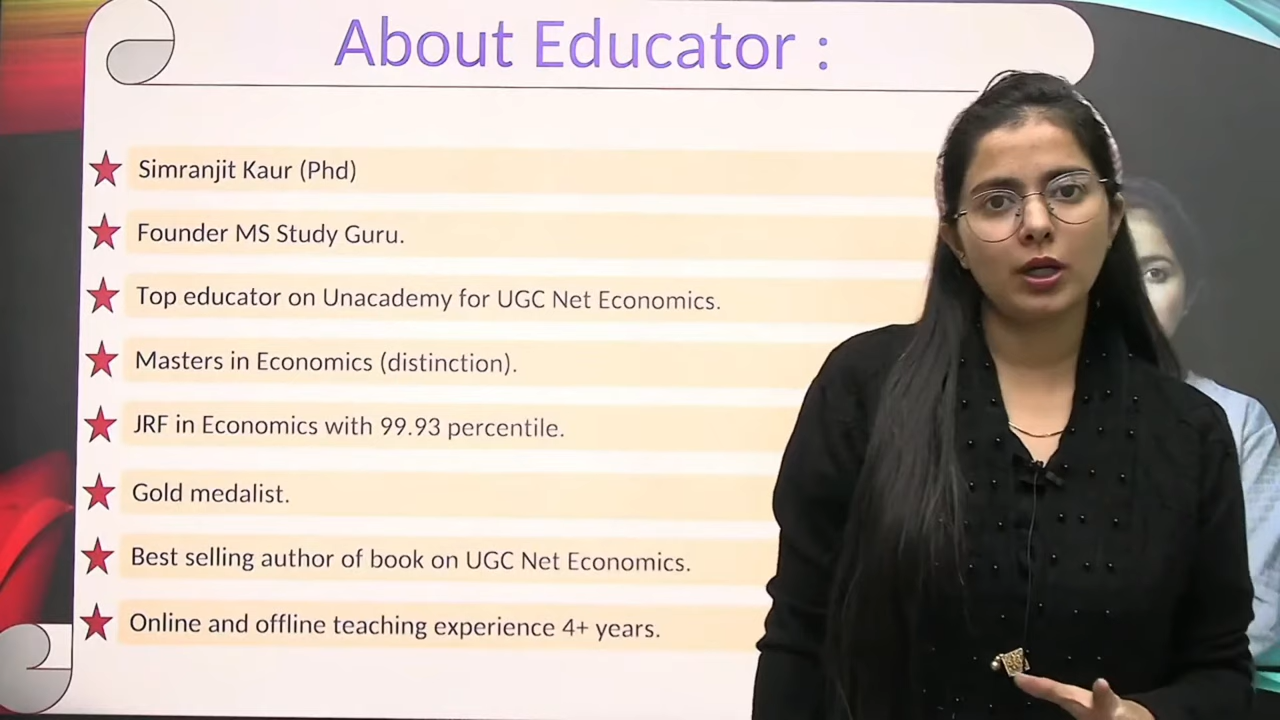 About Educator :
Simranjit Kaur (Phd)
Founder MS Study Guru.
Top educator on Unacademy for UGC Net Economics.
Masters in Economics (distinction).
JRF in Economics with 99.93 percentile.
Gold medalist.
Best selling author of book on UGC Net Economics.
Online and offline teaching experience 4+ years.